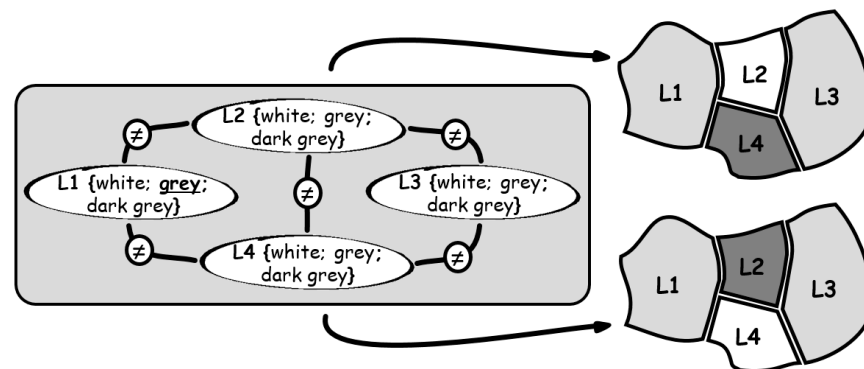 L2 {white; grey;
dark grey}
≠
≠
L1 {white; grey;
dark grey}
≠
L3 {white; grey;
dark grey}
≠
L4 {white; grey;
dark grey}
≠
L1
L2
L3
L4
L1
L2
L3
L4